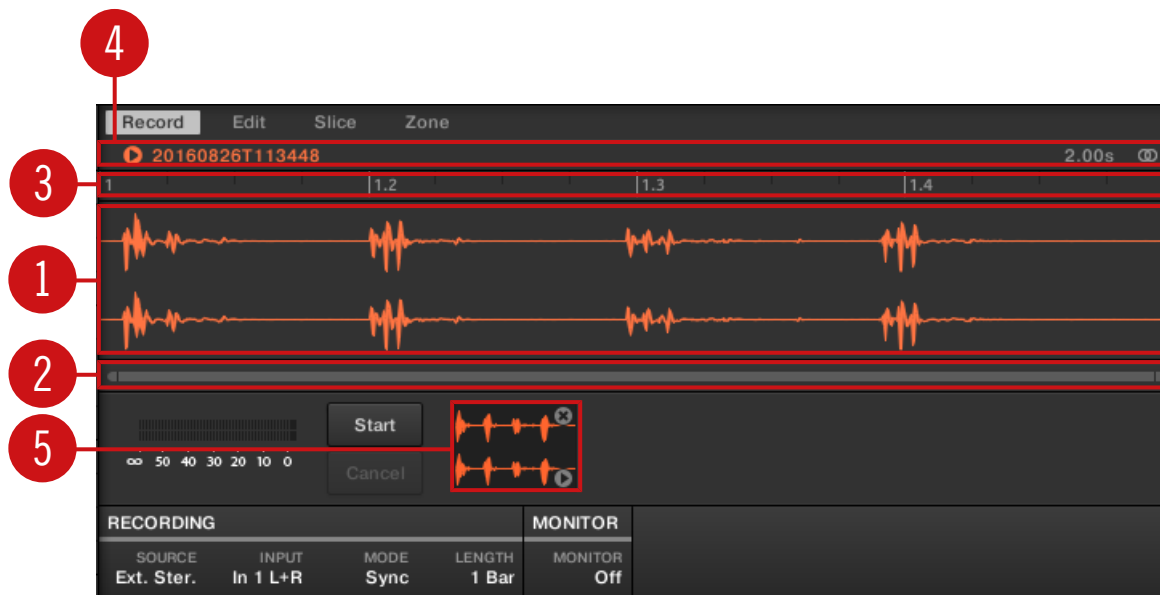 4
Record Edit Slice Zone
20160826T113448 2.00s
3
1 1.2 1.3 1.4
1
2
5
Start
∞ 50 40 30 20 10 0
Cancel
RECORDING MONITOR
SOURCE INPUT MODE LENGTH MONITOR
Ext. Ster. In 1 L+R Sync 1 Bar Off